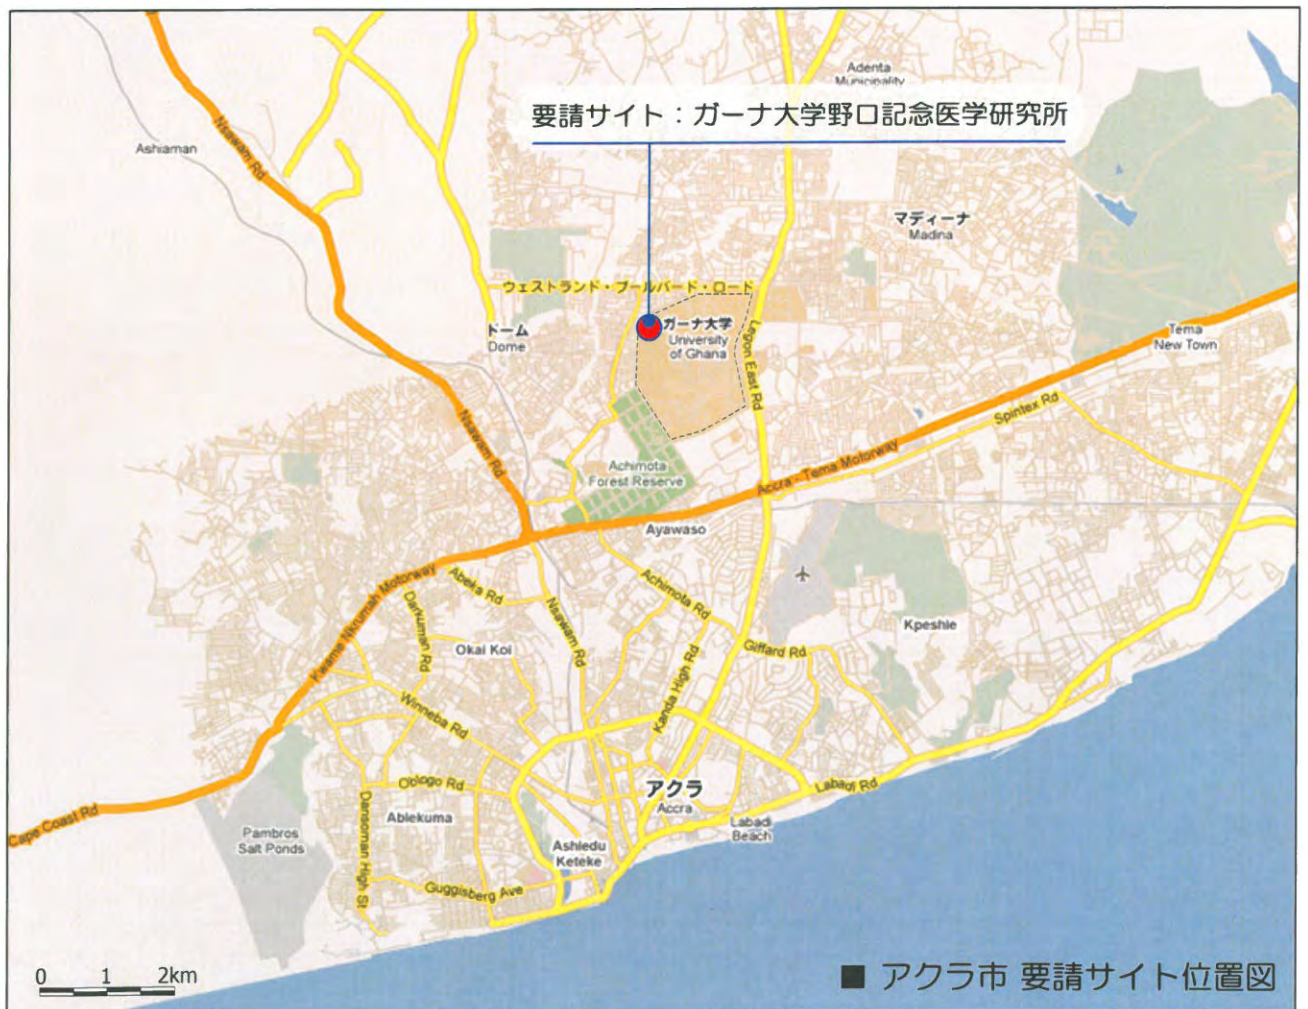 Adenta
Municipality
要請サイト：ガーナ大学野口記念医学研究所
Ashiaman
Nsawam Rd
マディーナ
Madina
ウェストランド・ブールバード・ロード
ガーナ大学
University
of Ghana
ドーム
Dome
Legon East Rd
Tema
New Town
Spintex Rd
Nsawam Rd
Achimota
Forest Reserve
Accra - Tema Motorway
Ayawaso
Kwame Nkrumah Motorway
Abeka Rd
Darkuman Rd
Nsawam Rd
Achimota Rd
Okai Koi
Kpeshie
Giffard Rd
Kanda High Rd
Winneba Rd
Oblogo Rd
アクラ
Accra
Labadi Rd
Labadi
Beach
Cape Coast Rd
Pambros
Salt Ponds
Dansoman High St
Ablekuma
Ashiedu
Keteke
Guggisberg Ave
0 1 2km
■ アクラ市 要請サイト位置図